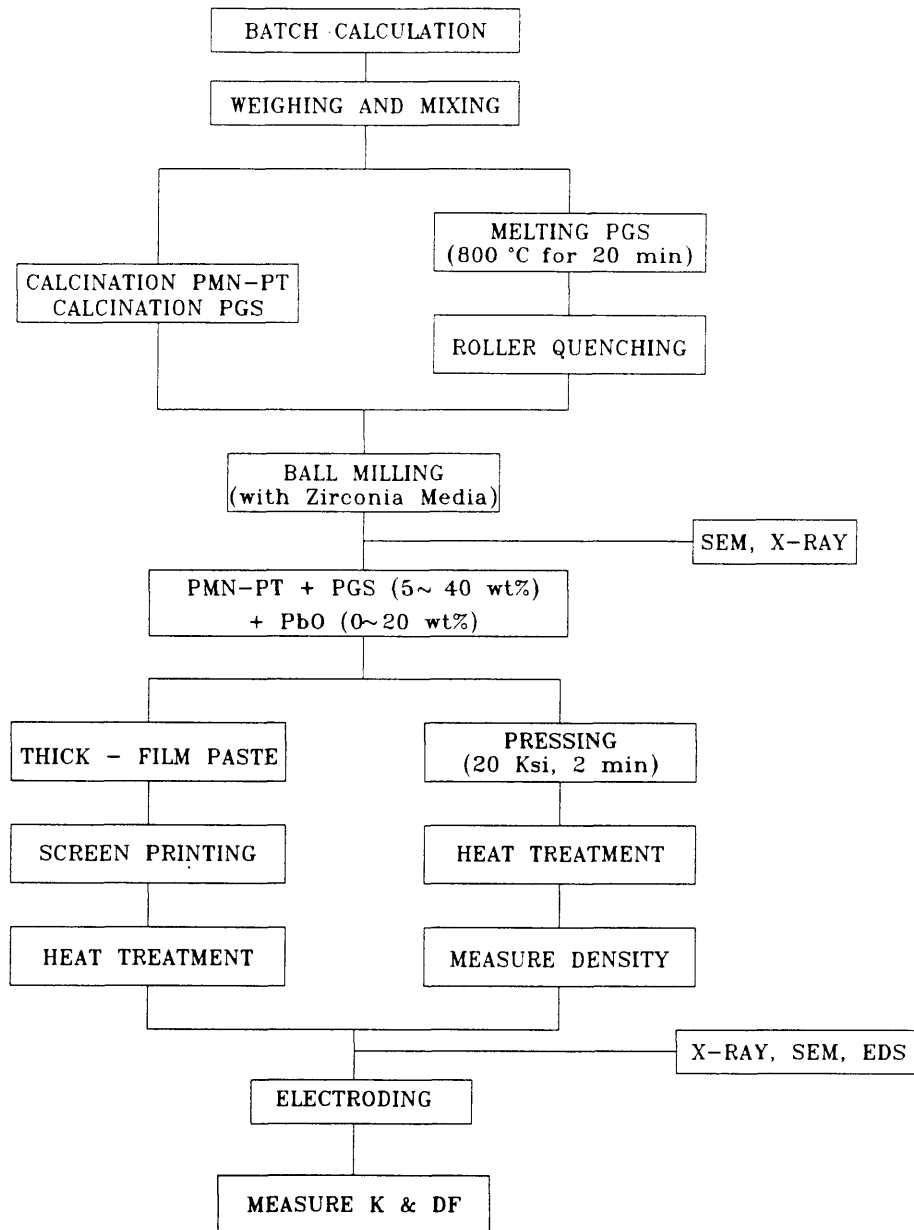 BATCH CALCULATION
WEIGHING AND MIXING
MELTING PGS
(800 °C for 20 min)
CALCINATION PMN-PT
CALCINATION PGS
ROLLER QUENCHING
BALL MILLING
(with Zirconia Media)
SEM, X-RAY
PMN-PT + PGS (5~ 40 wt%)
+ PbO (0~20 wt%)
THICK - FILM PASTE
PRESSING
(20 Ksi, 2 min)
SCREEN PRINTING
HEAT TREATMENT
HEAT TREATMENT
MEASURE DENSITY
X-RAY, SEM, EDS
ELECTRODING
MEASURE K & DF